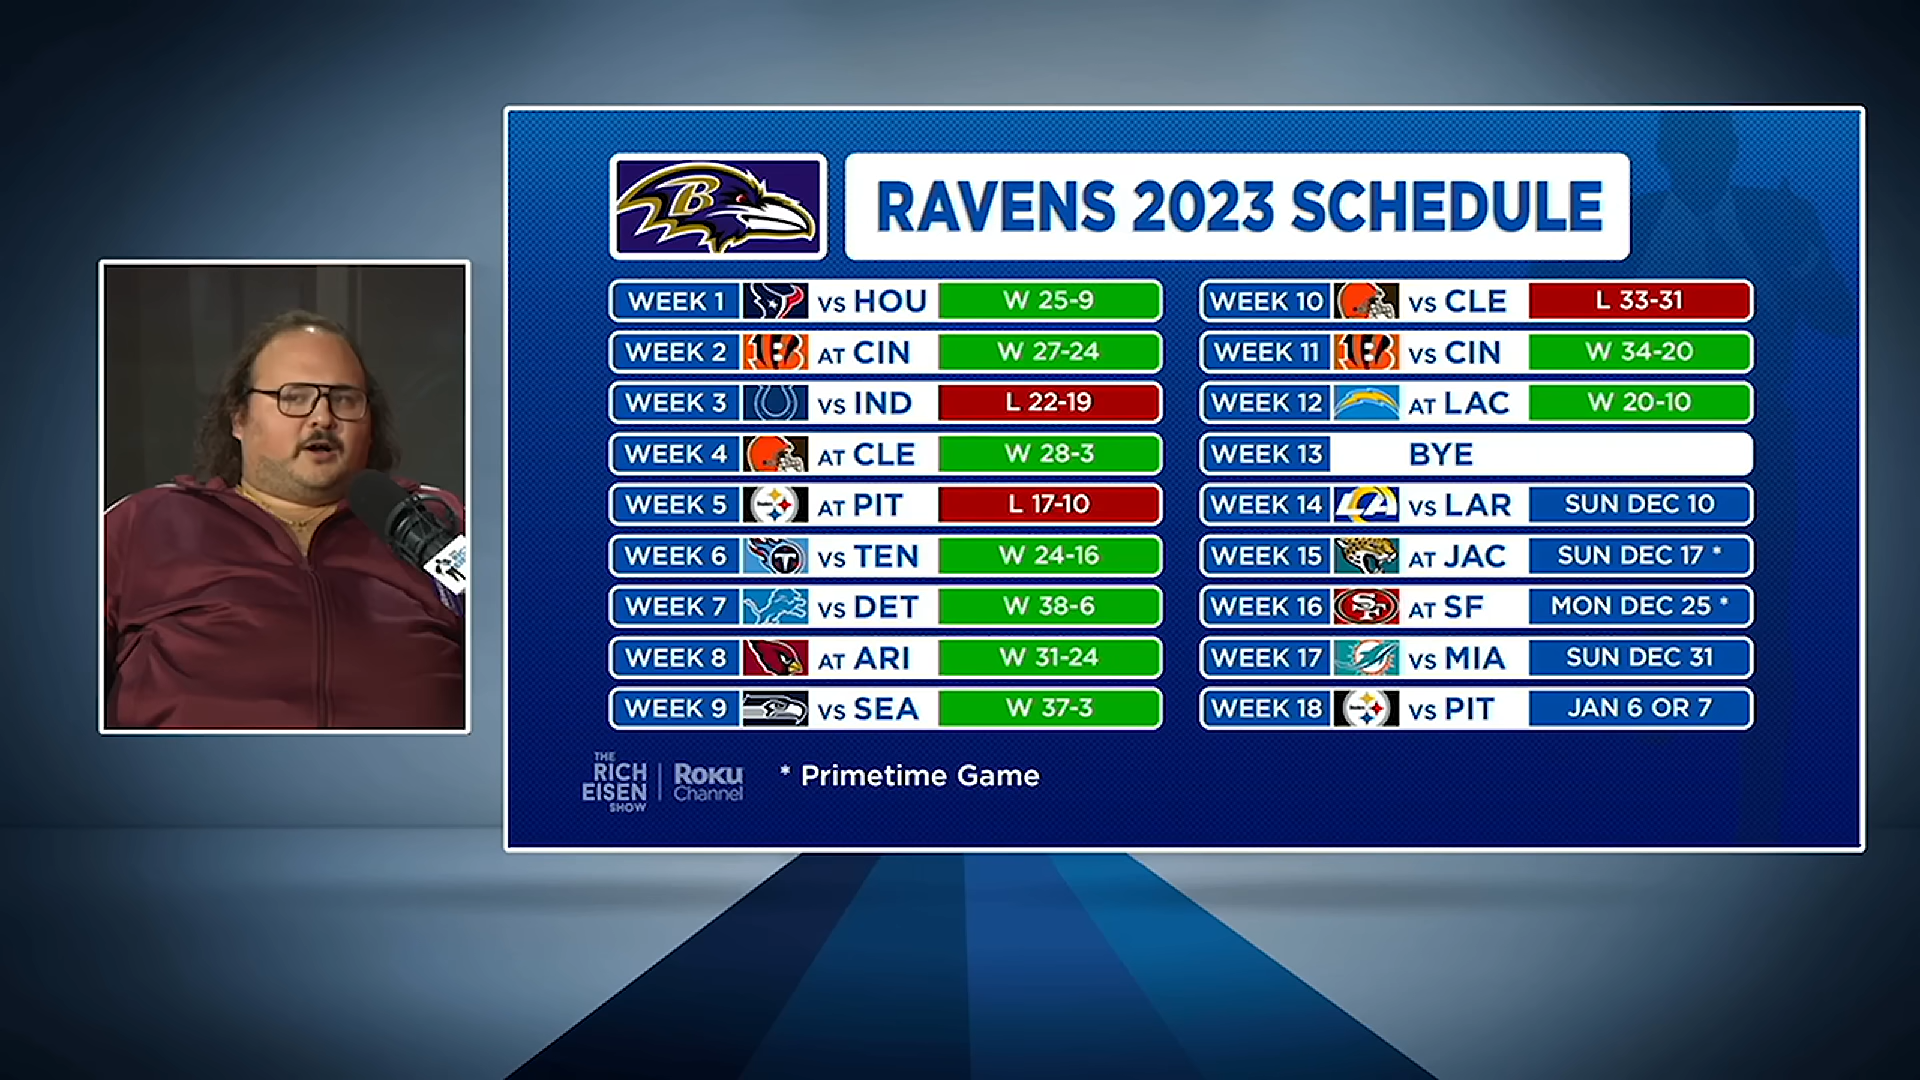 B
RAVENS 2023 SCHEDULE
WEEK 1 VS HOU W 25-9
WEEK 2 AT CIN W 27-24
WEEK 3 VS IND L 22-19
WEEK 4 AT CLE W 28-3
WEEK 5 AT PIT L 17-10
WEEK 6 VS TEN W 24-16
WEEK 7 VS DET W 38-6
WEEK 8 AT ARI W 31-24
WEEK 9 VS SEA W 37-3
WEEK 10 VS CLE L 33-31
WEEK 11 VS CIN W 34-20
WEEK 12 AT LAC W 20-10
WEEK 13 BYE
WEEK 14 VS LAR SUN DEC 10
WEEK 15 AT JAC SUN DEC 17 *
WEEK 16 AT SF MON DEC 25 *
WEEK 17 VS MIA SUN DEC 31
WEEK 18 VS PIT JAN 6 OR 7
THE
RICH
EISEN
SHOW
Roku
Channel
* Primetime Game